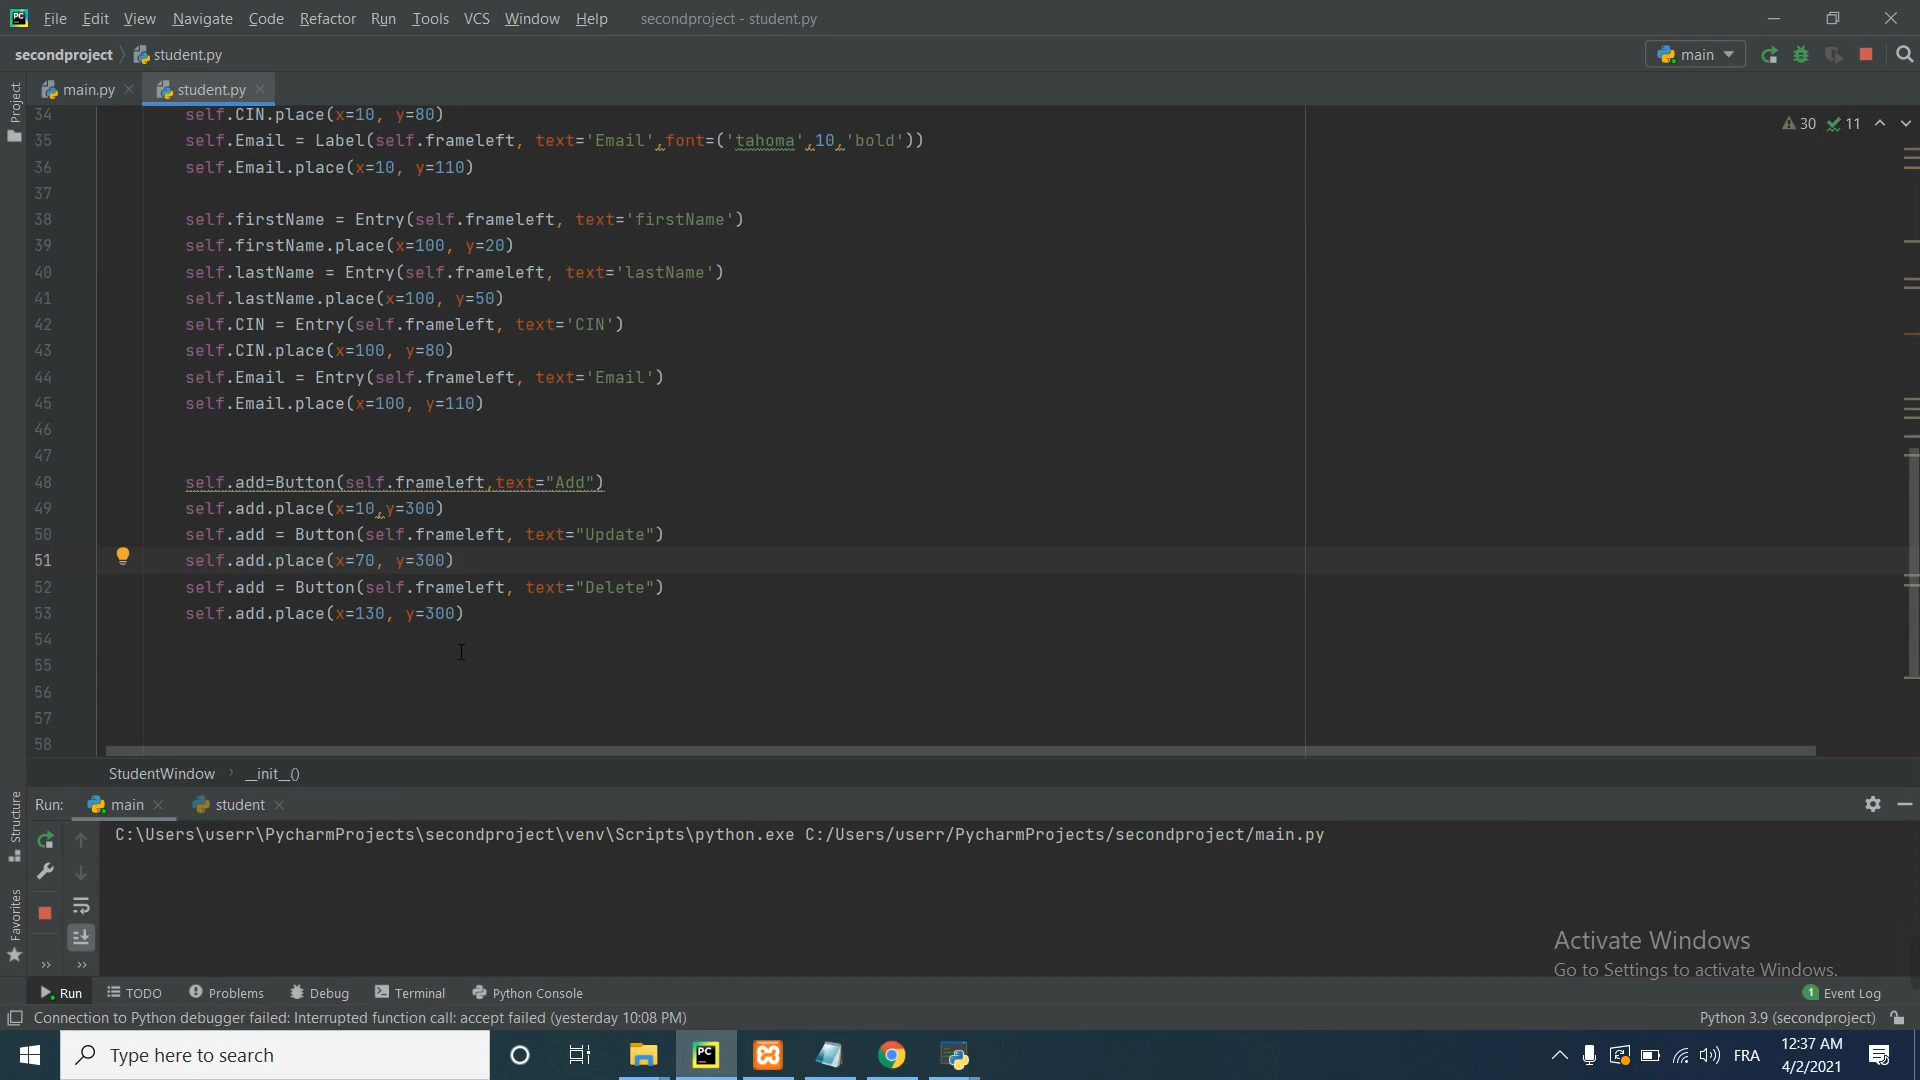 File Edit View Navigate Code Refactor Run Tools VCS Window Help secondproject - student.py
secondproject student.py main
main.py student.py
Project
30 11
34 self.CIN.place(x=10, y=80)
35 self.Email = Label(self.frameleft, text='Email',font=('tahoma',10,'bold'))
36 self.Email.place(x=10, y=110)
37
38 self.firstName = Entry(self.frameleft, text='firstName')
39 self.firstName.place(x=100, y=20)
40 self.lastName = Entry(self.frameleft, text='lastName')
41 self.lastName.place(x=100, y=50)
42 self.CIN = Entry(self.frameleft, text='CIN')
43 self.CIN.place(x=100, y=80)
44 self.Email = Entry(self.frameleft, text='Email')
45 self.Email.place(x=100, y=110)
46
47
48 self.add=Button(self.frameleft,text="Add")
49 self.add.place(x=10,y=300)
50 self.add = Button(self.frameleft, text="Update")
51 self.add.place(x=70, y=300)
52 self.add = Button(self.frameleft, text="Delete")
53 self.add.place(x=130, y=300)
54
55
56
57
58
StudentWindow __init__()
Structure
Favorites
Run: main student
C:\Users\userr\PycharmProjects\secondproject\venv\Scripts\python.exe C:/Users/userr/PycharmProjects/secondproject/main.py
Activate Windows
Go to Settings to activate Windows.
Run TODO Problems Debug Terminal Python Console 1 Event Log
Connection to Python debugger failed: Interrupted function call: accept failed (yesterday 10:08 PM) Python 3.9 (secondproject)
Type here to search
FRA
12:37 AM
4/2/2021